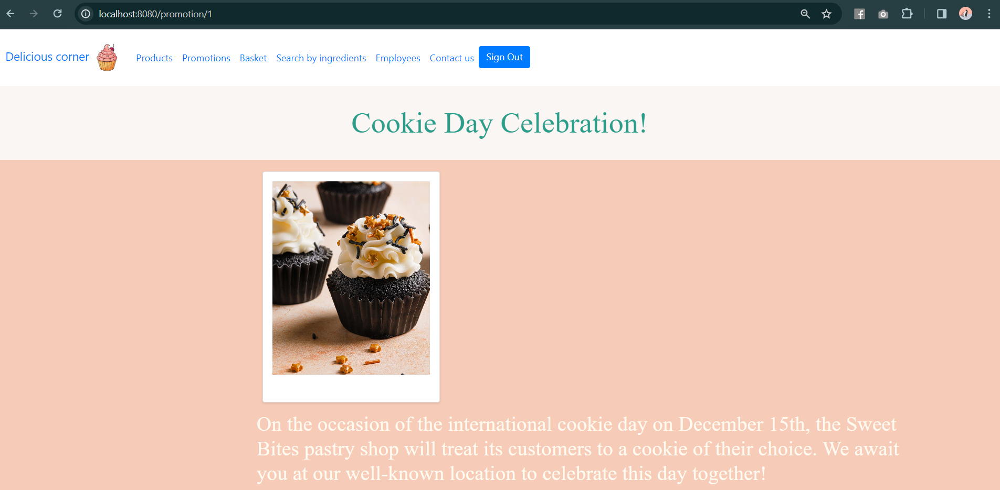 localhost:8080/promotion/1
Delicious corner Products Promotions Basket Search by ingredients Employees Contact us Sign Out
Cookie Day Celebration!
On the occasion of the international cookie day on December 15th, the Sweet
Bites pastry shop will treat its customers to a cookie of their choice. We await
you at our well-known location to celebrate this day together!